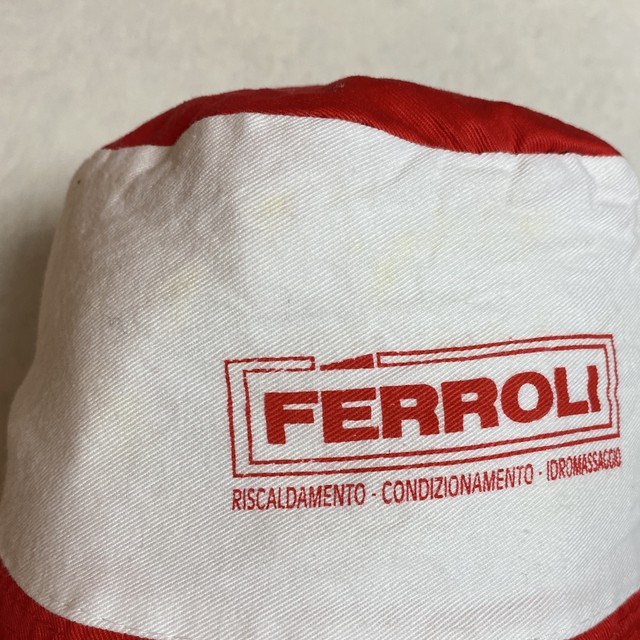 FERROLI
RISCALDAMENTO - CONDIZIONAMENTO - IDROMASSAGGIO